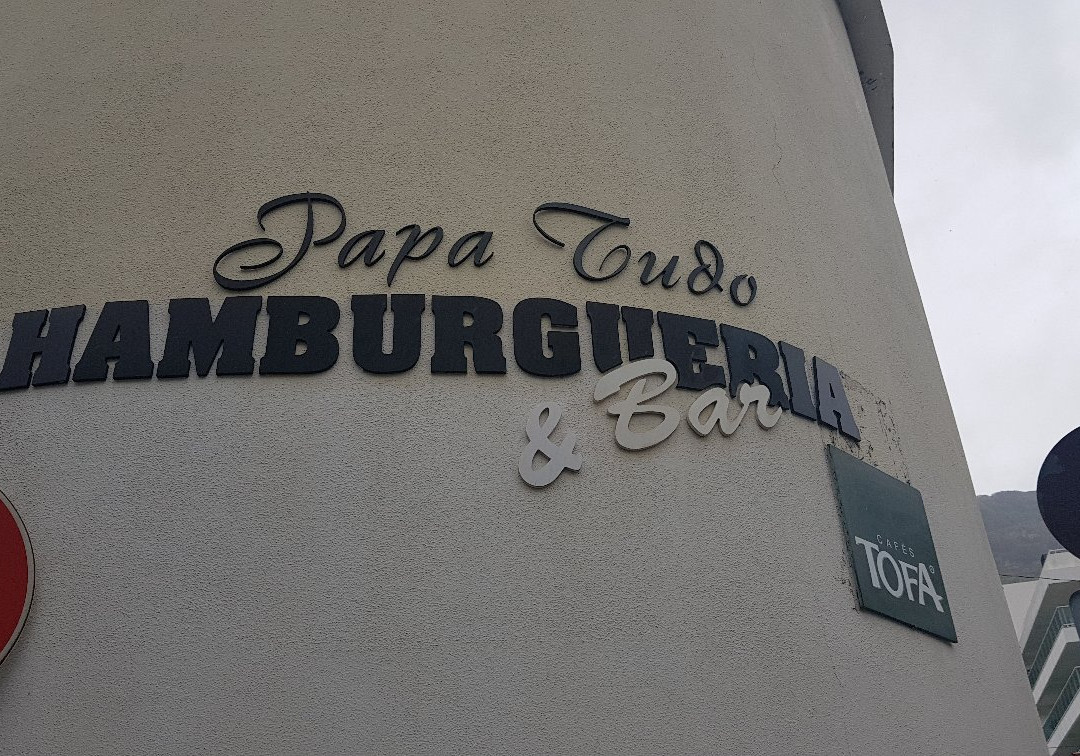 Papa Tudo
HAMBURGUERIA
& Bar
CAFÉS
TOFA®